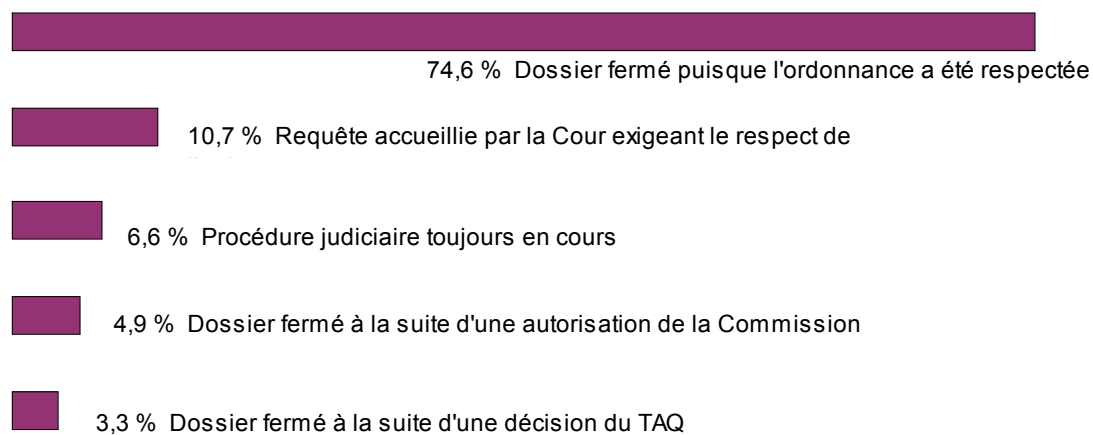 74,6 % Dossier fermé puisque l'ordonnance a été respectée
10,7 % Requête accueillie par la Cour exigeant le respect de
6,6 % Procédure judiciaire toujours en cours
4,9 % Dossier fermé à la suite d'une autorisation de la Commission
3,3 % Dossier fermé à la suite d'une décision du TAQ